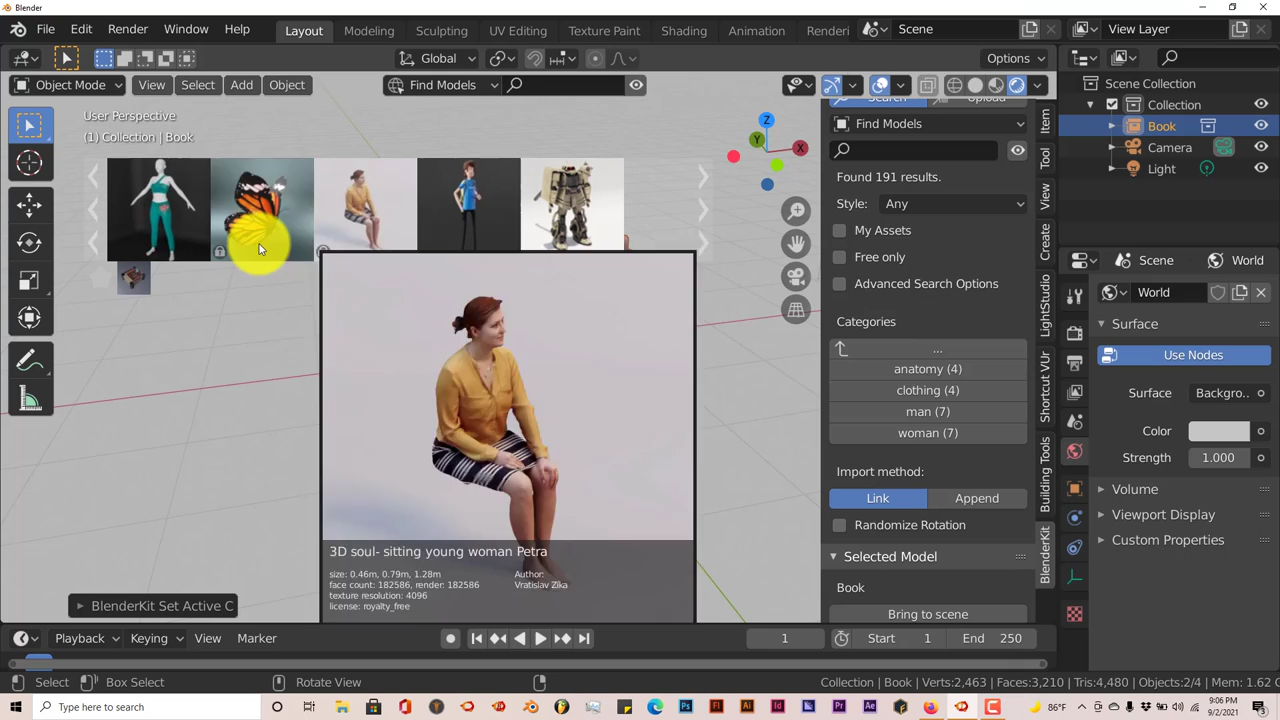 Blender
File Edit Render Window Help Layout Modeling Sculpting UV Editing Texture Paint Shading Animation Renderi Scene View Layer
Global Options
Object Mode View Select Add Object Find Models
User Perspective
(1) Collection | Book
Z
Y
X
3D soul- sitting young woman Petra
size: 0.46m, 0.79m, 1.28m
face count: 182586, render: 182586
texture resolution: 4096
license: royalty_free
Author:
Vratislav Zíka
BlenderKit Set Active C
Search Upload
Find Models
Found 191 results.
Style: Any
My Assets
Free only
Advanced Search Options
Categories
...
anatomy (4)
clothing (4)
man (7)
woman (7)
Import method:
Link Append
Randomize Rotation
Selected Model
Book
Bring to scene
Item
Tool
View
Create
LightStudio
Shortcut VUr
Building Tools
BlenderKit
Scene Collection
Collection
Book
Camera
Light
Scene World
World
Surface
Use Nodes
Surface Backgro..
Color
Strength 1.000
Volume
Viewport Display
Custom Properties
Playback Keying View Marker 1 Start 1 End 250
Select Box Select Rotate View Collection | Book Verts:2,463 Faces:3,210 Tris:4,480 Objects:2/4 Mem: 1.62 G
Type here to search Ps Fl Ai Id Pr Ae 86°F 9:06 PM
9/2/2021